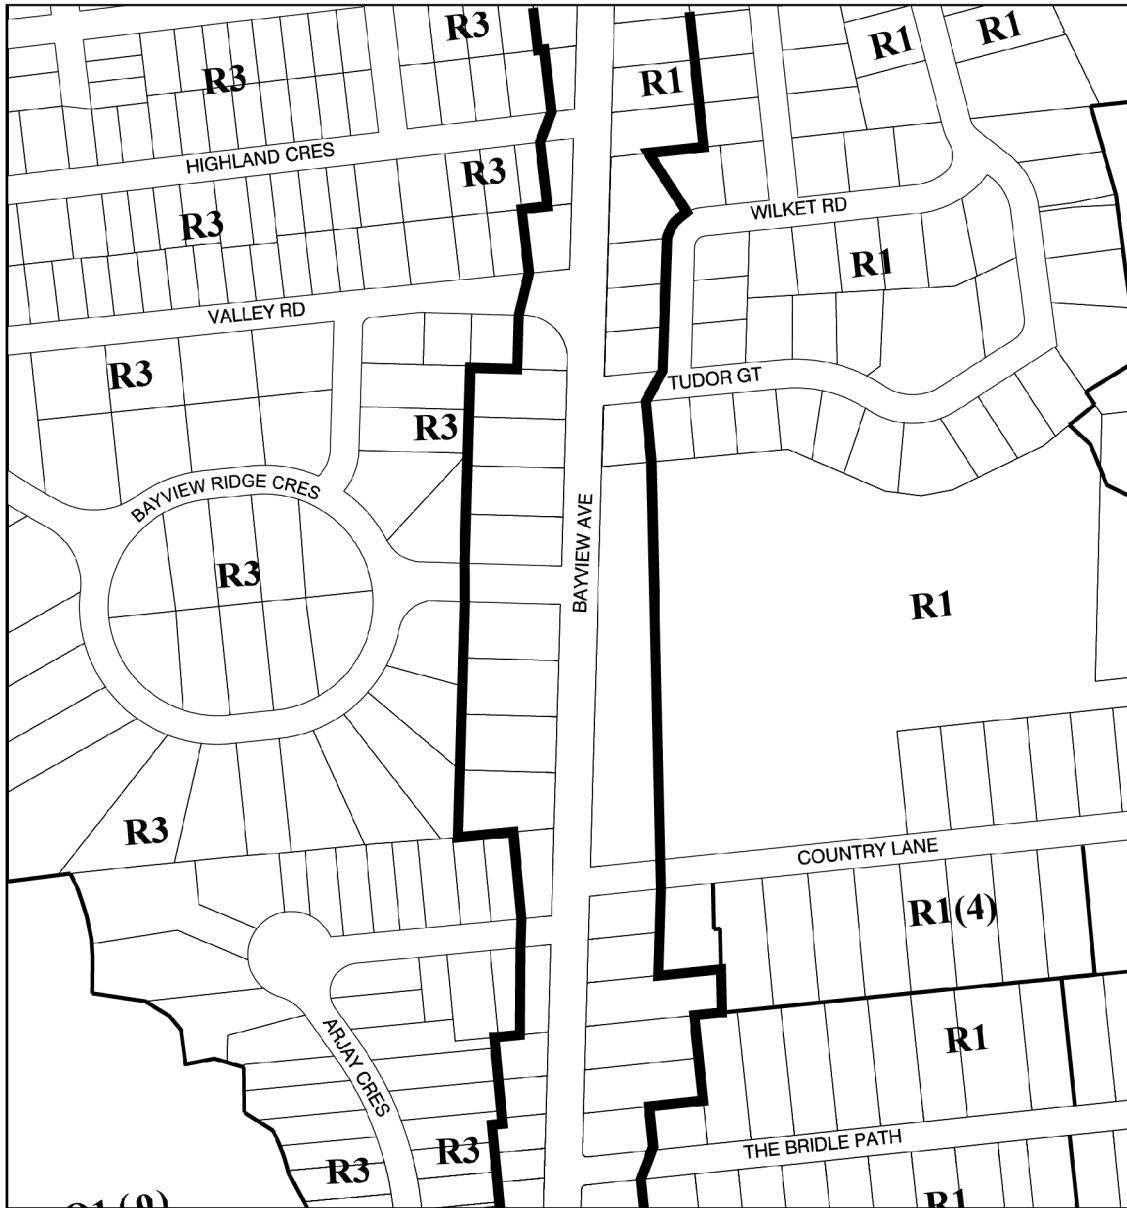 R3
R1
R1
R3
R1
HIGHLAND CRES
R3
WILKET RD
R3
R1
VALLEY RD
R3
TUDOR GT
R3
BAYVIEW RIDGE CRES
BAYVIEW AVE
R3
R1
R3
COUNTRY LANE
R1(4)
ARJAY CRES
R1
THE BRIDLE PATH
R3
R3
R1